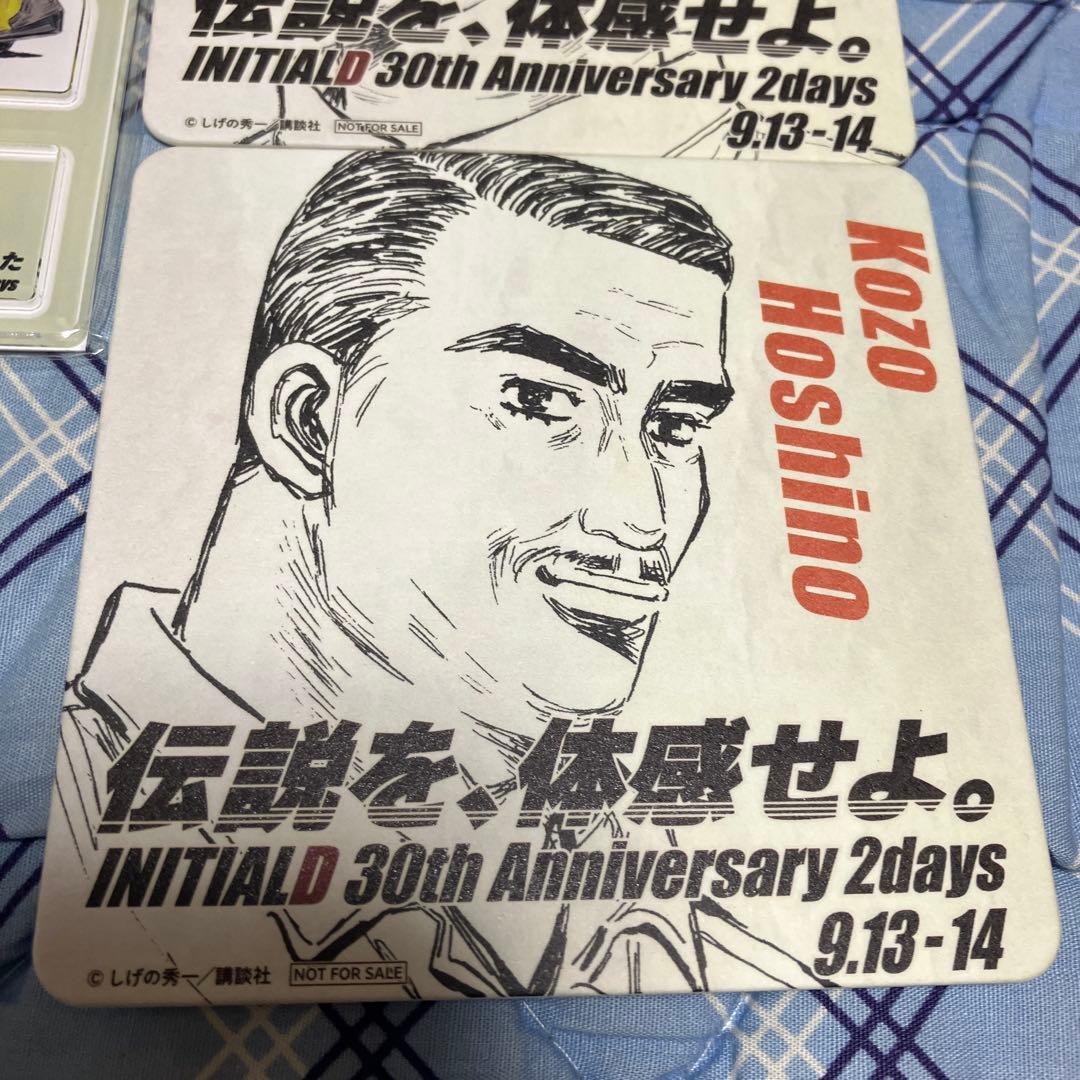 伝説を、体感せよ。
INITIALD 30th Anniversary 2days
9.13-14
© しげの秀一/講談社 NOT FOR SALE
た
ys
Kozo
Hoshino
伝説を、体感せよ。
INITIALD 30th Anniversary 2days
9.13-14
© しげの秀一/講談社 NOT FOR SALE